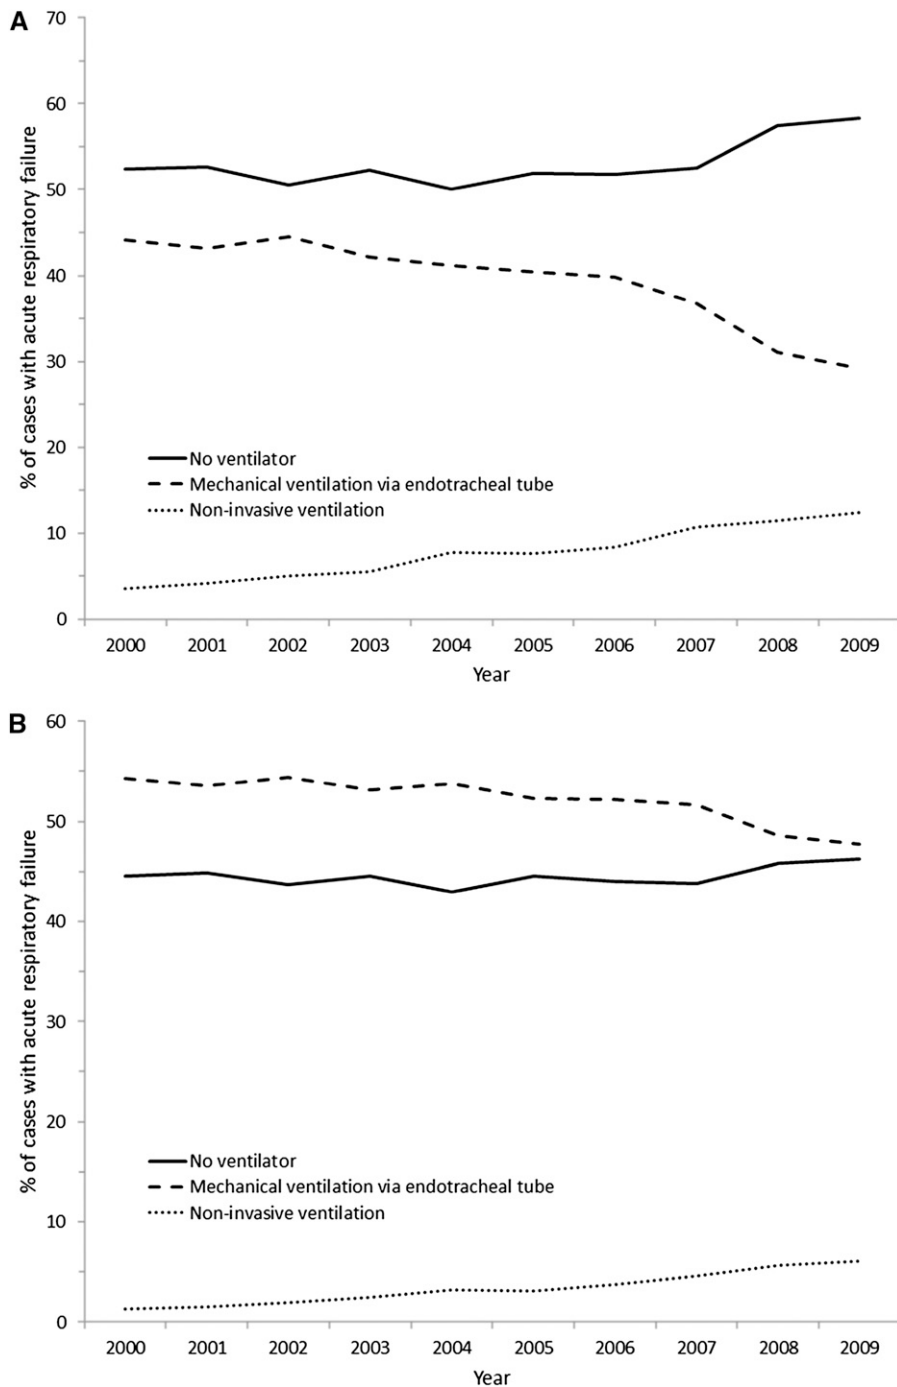 A
70
60
50
40
30
20
10
0
% of cases with acute respiratory failure
No ventilator
Mechanical ventilation via endotracheal tube
Non-invasive ventilation
2000 2001 2002 2003 2004 2005 2006 2007 2008 2009
Year
B
60
50
40
30
20
10
0
% of cases with acute respiratory failure
No ventilator
Mechanical ventilation via endotracheal tube
Non-invasive ventilation
2000 2001 2002 2003 2004 2005 2006 2007 2008 2009
Year